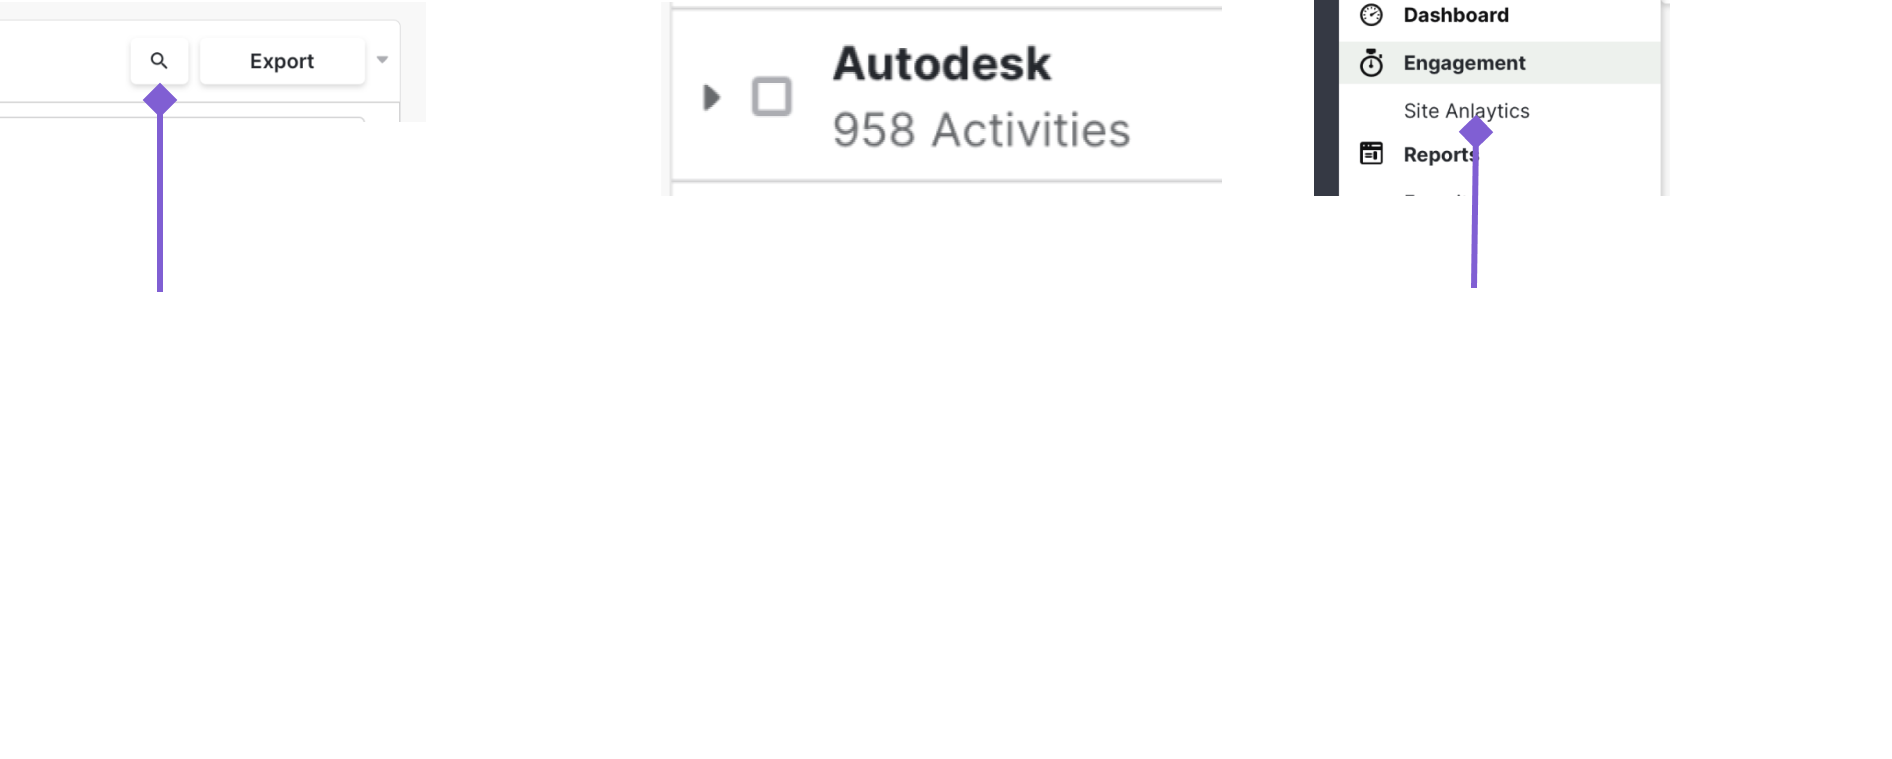 Export
Autodesk
958 Activities
Dashboard
Engagement
Site Anlaytics
Reports